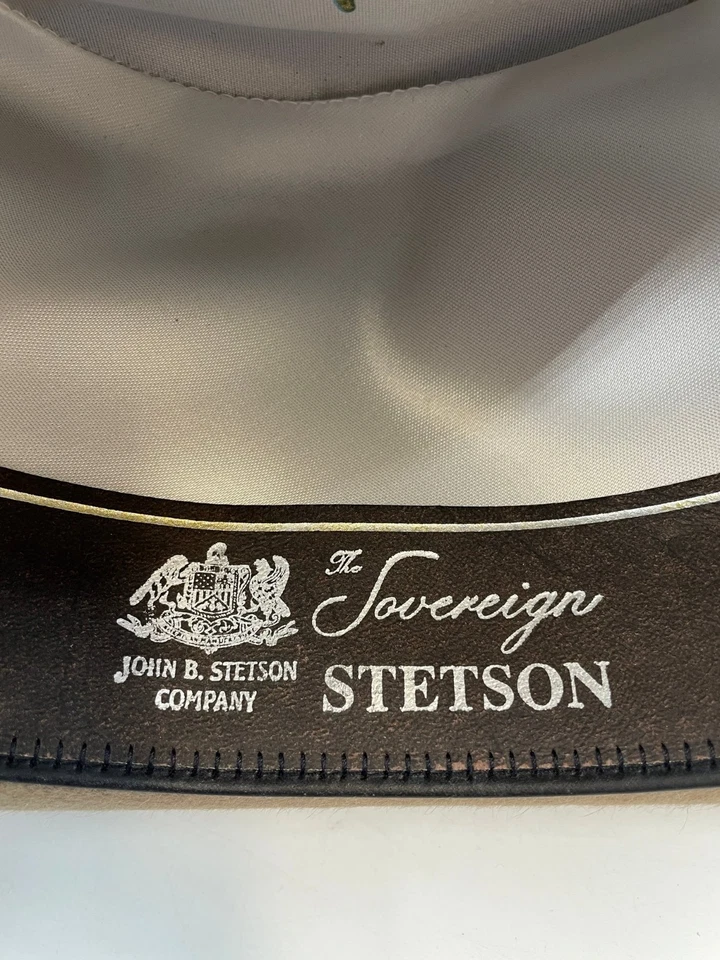 The Sovereign
STETSON
JOHN B. STETSON
COMPANY